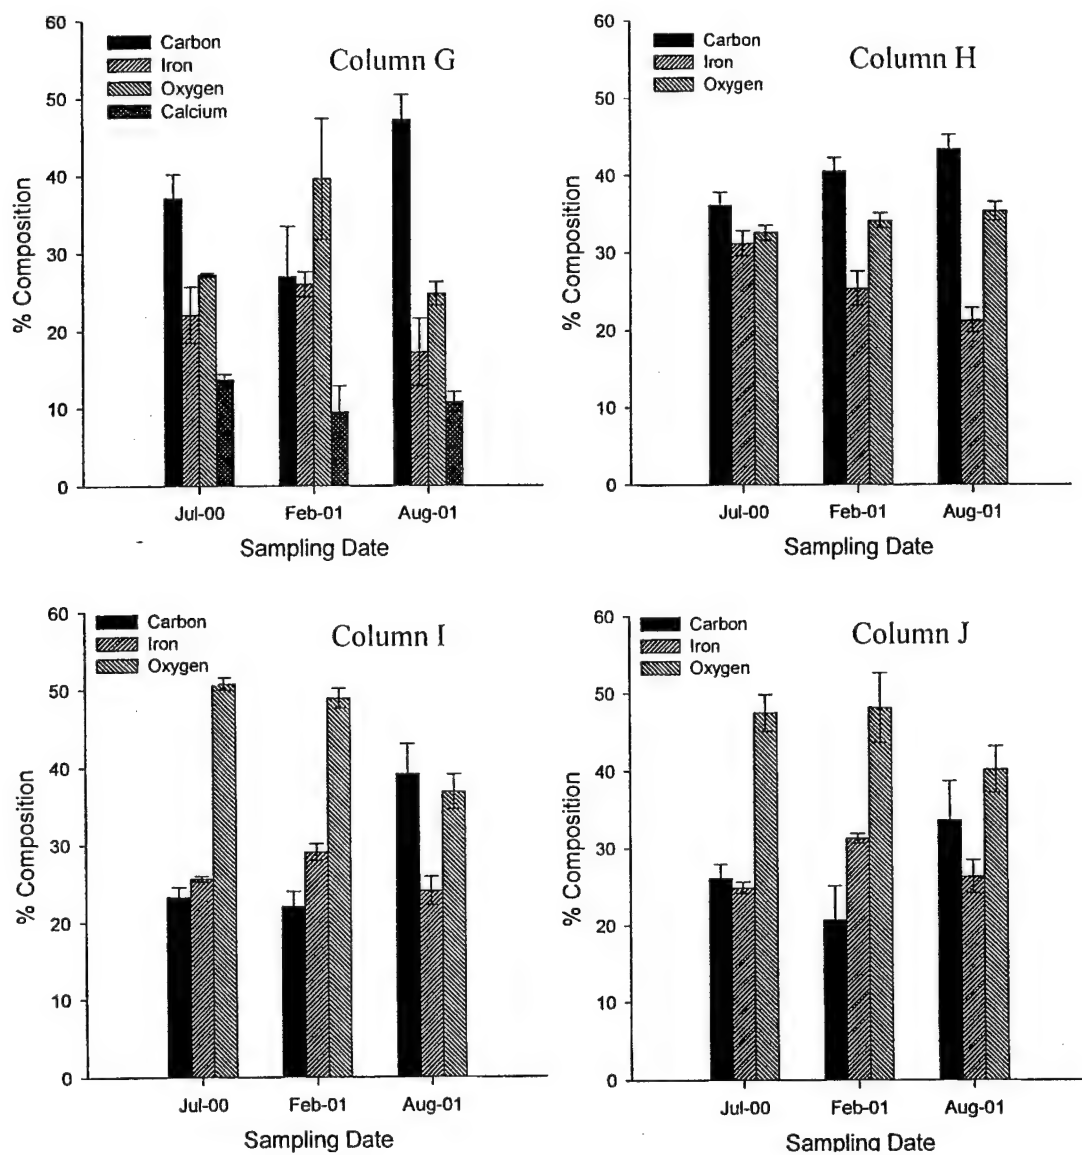 Column G
Carbon
Iron
Oxygen
Calcium
60
50
40
30
20
10
0
% Composition
Jul-00
Feb-01
Aug-01
Sampling Date
Column H
Carbon
Iron
Oxygen
60
50
40
30
20
10
0
% Composition
Jul-00
Feb-01
Aug-01
Sampling Date
Column I
Carbon
Iron
Oxygen
60
50
40
30
20
10
0
% Composition
Jul-00
Feb-01
Aug-01
Sampling Date
Column J
Carbon
Iron
Oxygen
60
50
40
30
20
10
0
% Composition
Jul-00
Feb-01
Aug-01
Sampling Date